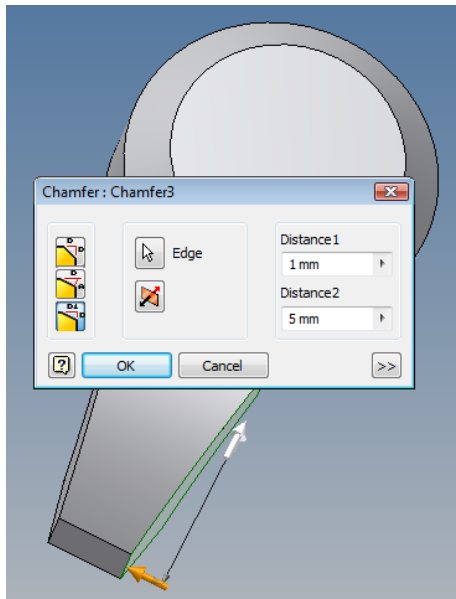 Chamfer : Chamfer3
Edge
Distance1
1 mm
Distance2
5 mm
OK
Cancel
>>